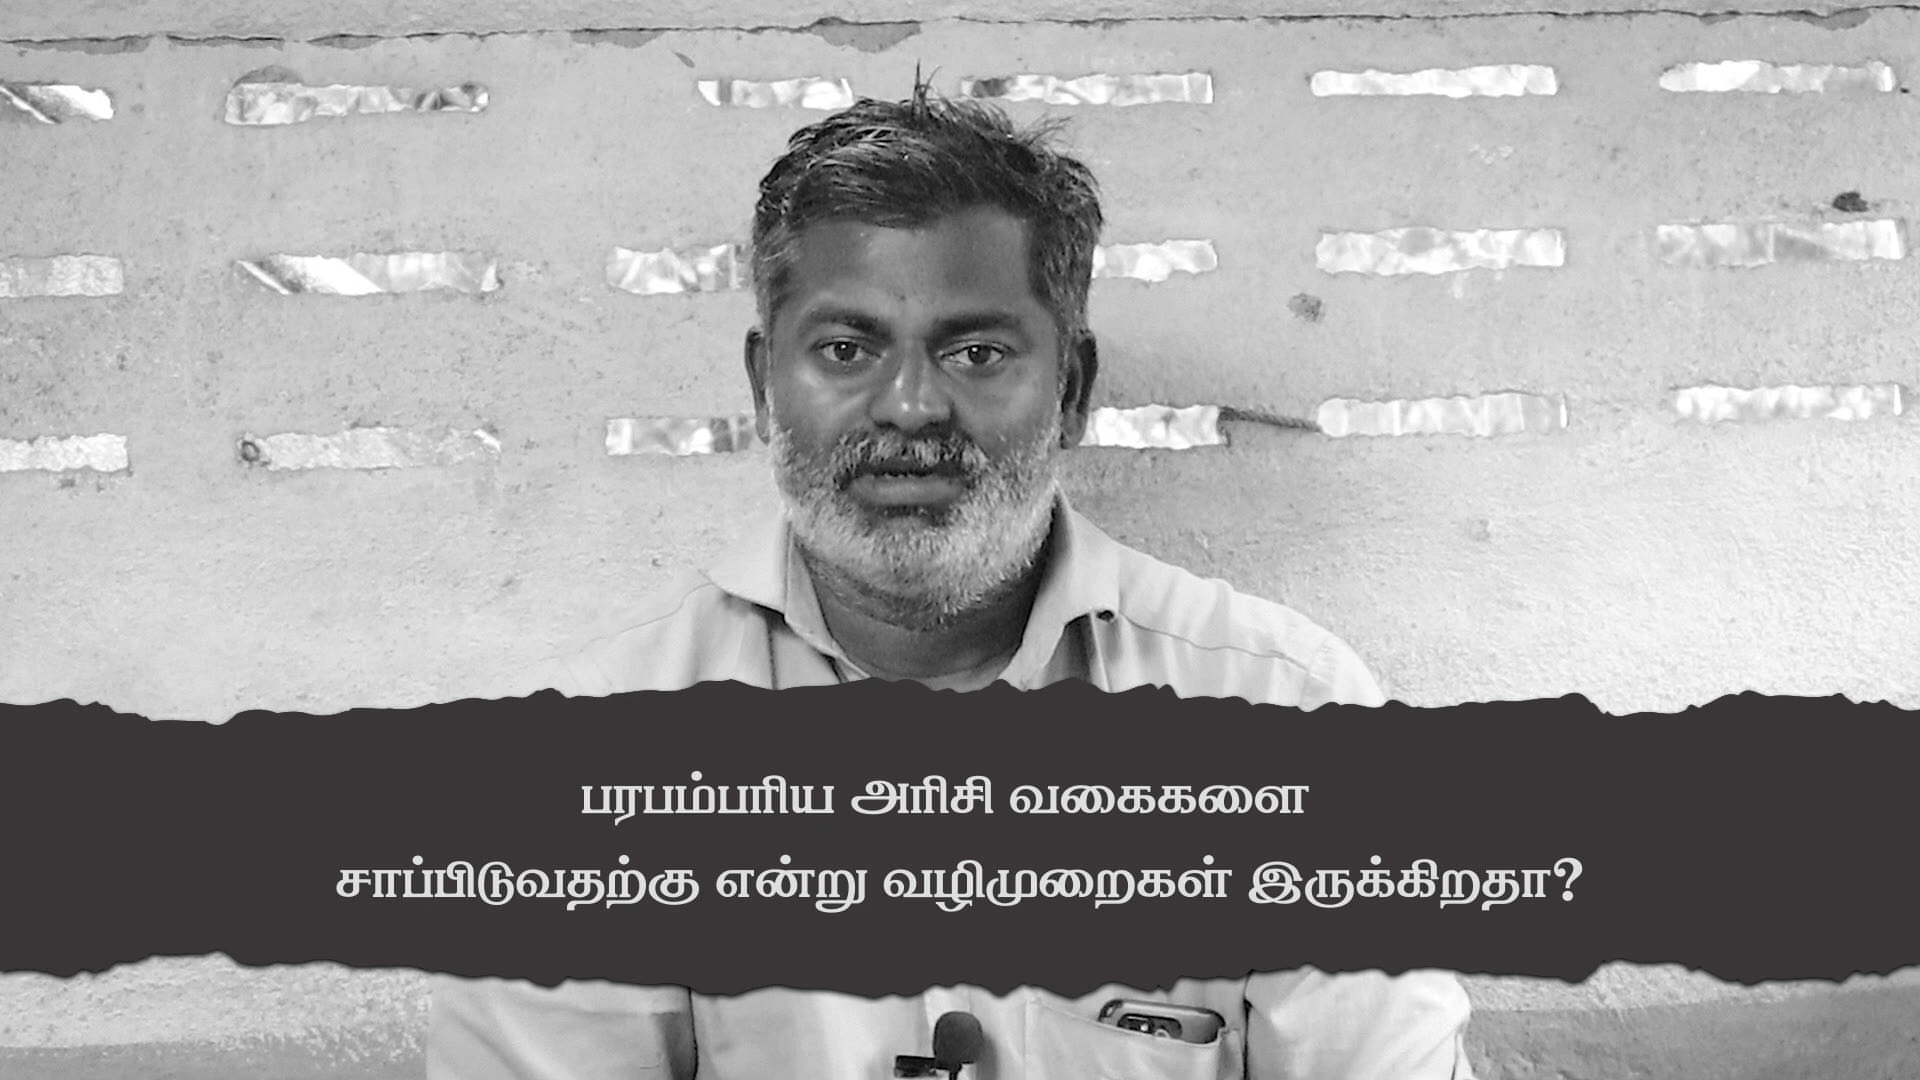 பரபம்பரிய அரிசி வகைகளை
சாப்பிடுவதற்கு என்று வழிமுறைகள் இருக்கிறதா?